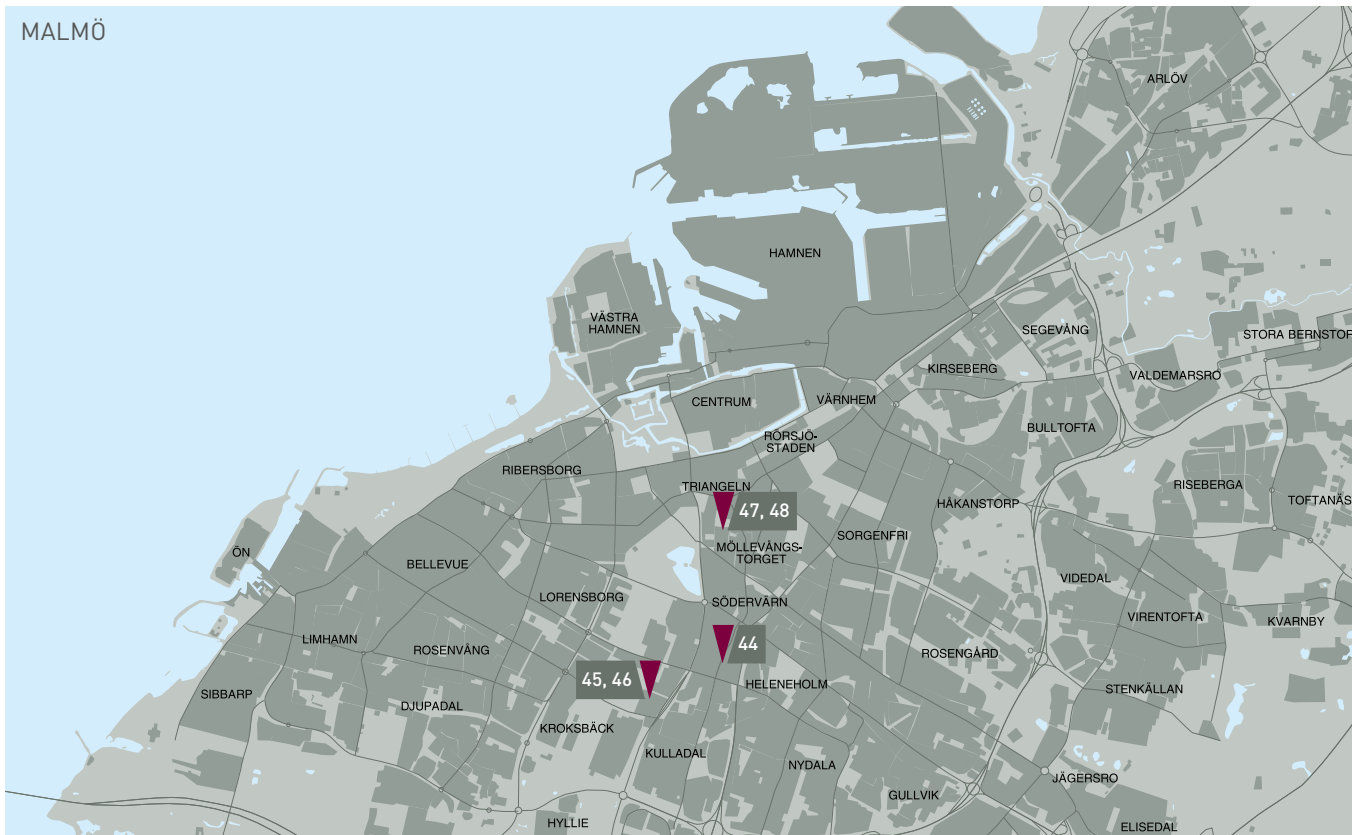 MALMÖ
ARLÖV
HAMNEN
VÄSTRA
HAMNEN
SEGEVÅNG
STORA BERNSTOF
KIRSEBERG
VALDEMARSRO
CENTRUM
VÄRNHEM
BULLTOFTA
RÖRSJÖ-
STADEN
RIBERSBORG
TRIANGELN
RISEBERGA
HÅKANSTORP
TOFTANÄS
47, 48
SORGENFRI
MÖLLEVÅNGS-
TORGET
ÖN
BELLEVUE
VIDEDAL
LORENSBORG
SÖDERVÄRN
VIRENTOFTA
KVARNBY
LIMHAMN
ROSENVÅNG
44
ROSENGÅRD
45, 46
HELENEHOLM
STENKÄLLAN
SIBBARP
DJUPADAL
KROKSBÄCK
KULLADAL
NYDALA
JÄGERSRO
GULLVIK
HYLLIE
ELISEDAL